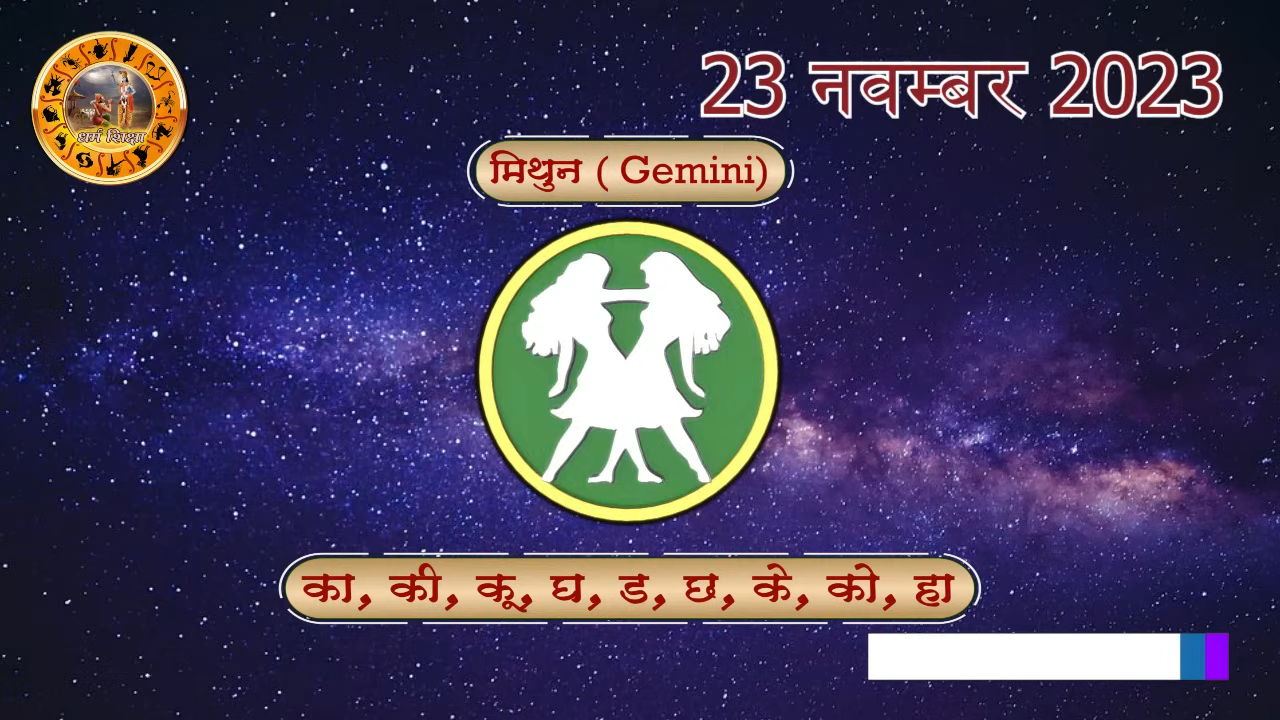 धर्म शिक्षा
23 नवम्बर 2023
मिथुन ( Gemini)
का, की, कू, घ, ड, छ, के, को, हा